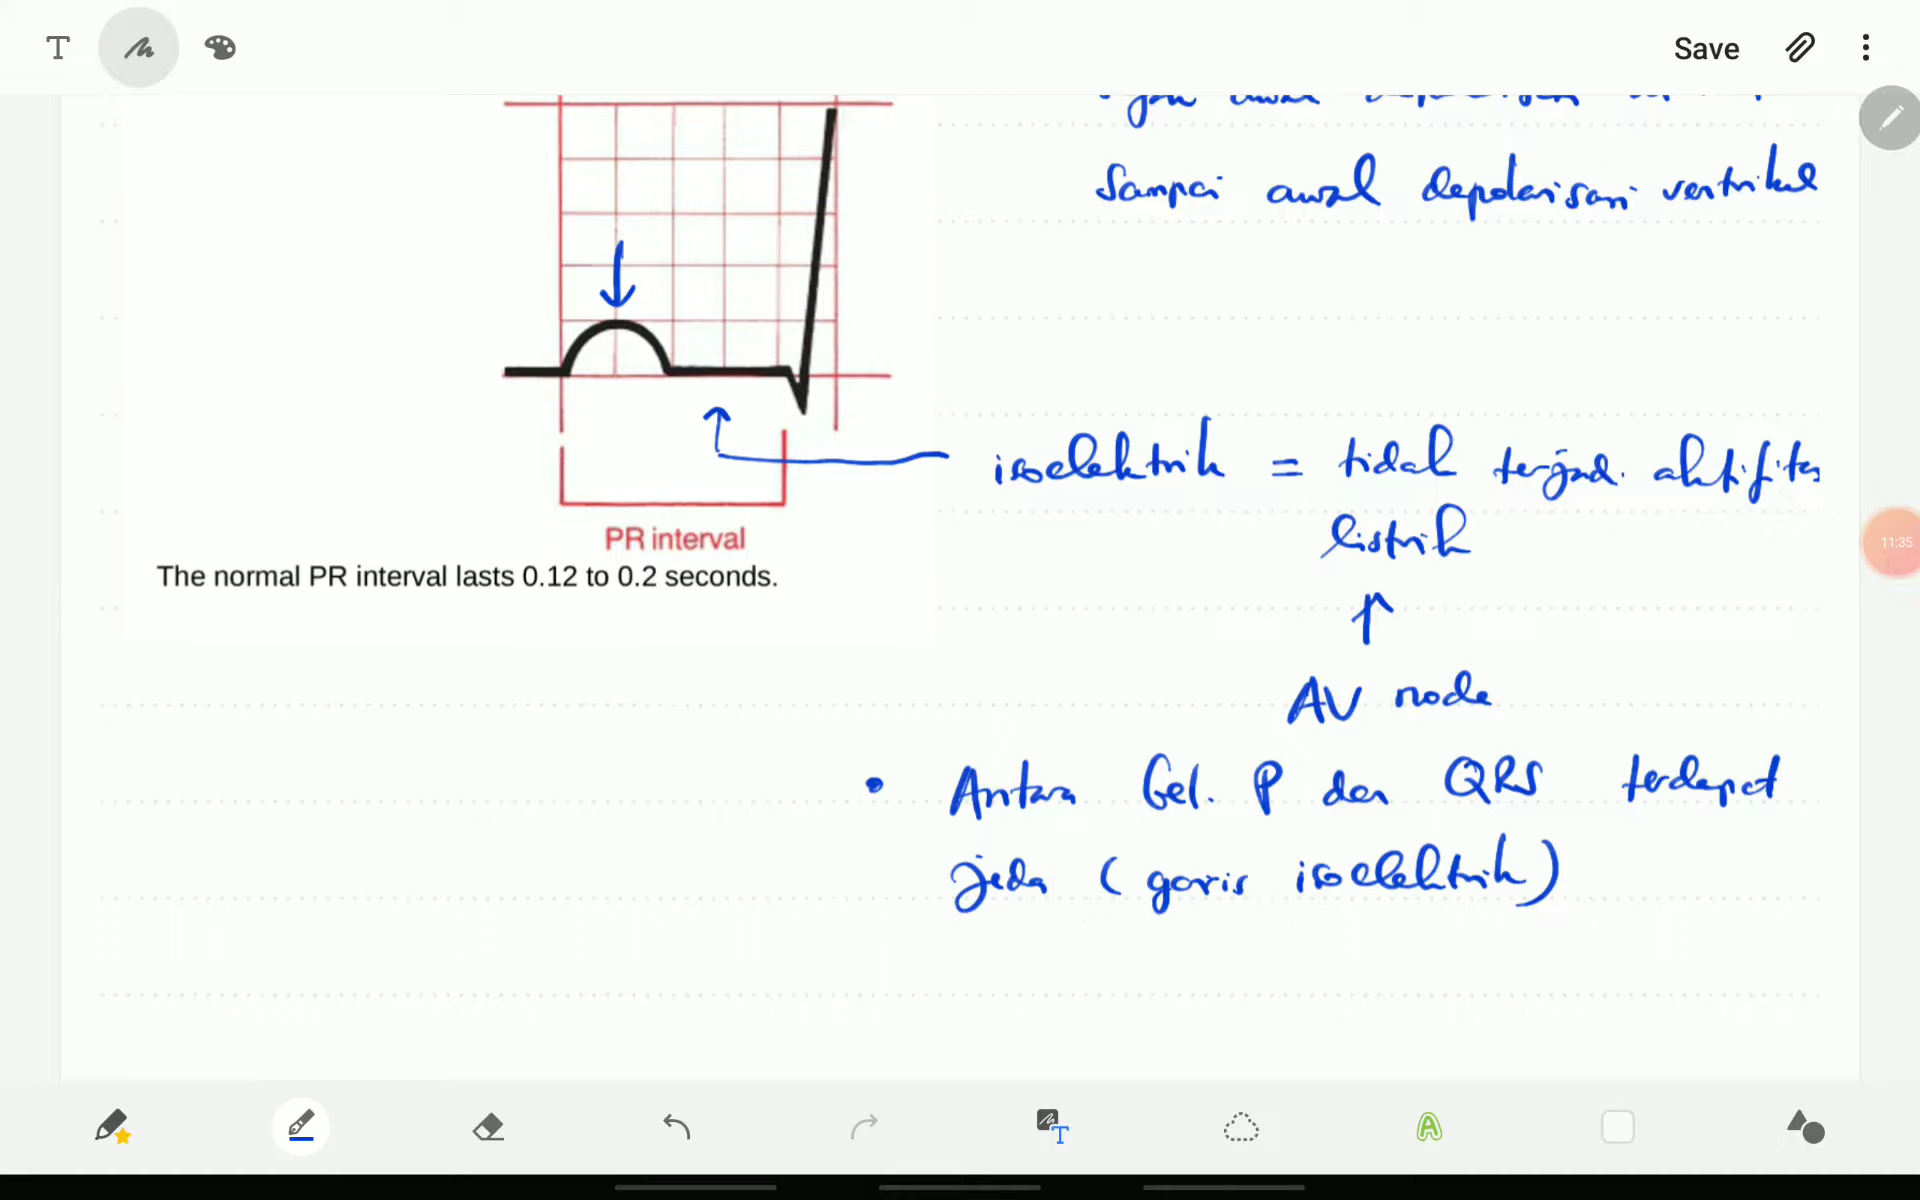 T
Save
awal
sampai awal depolarisasi ventrikel
isoelektrik = tidak terjadi aktifitas
listrik
11:35
PR interval
The normal PR interval lasts 0.12 to 0.2 seconds.
AV node
• Antara Gel. P dan QRS terdapat
jeda (garis isoelektrik)
T
A